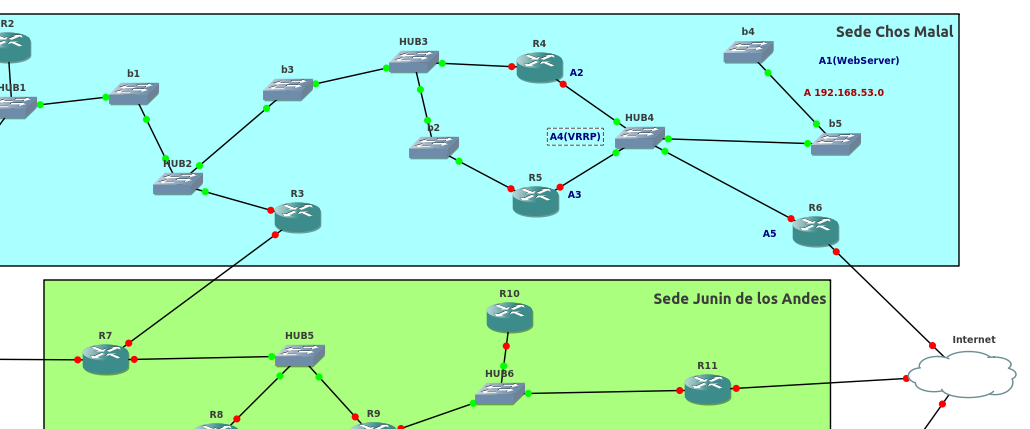 R2
Sede Chos Malal
b4
R4
HUB3
A1(WebServer)
b1
b3
A2
HUB1
A 192.168.53.0
HUB4
b5
b2
A4(VRRP)
HUB2
R5
A3
R3
R6
A5
Sede Junin de los Andes
R10
R7
HUB5
Internet
HUB6
R11
R8
R9